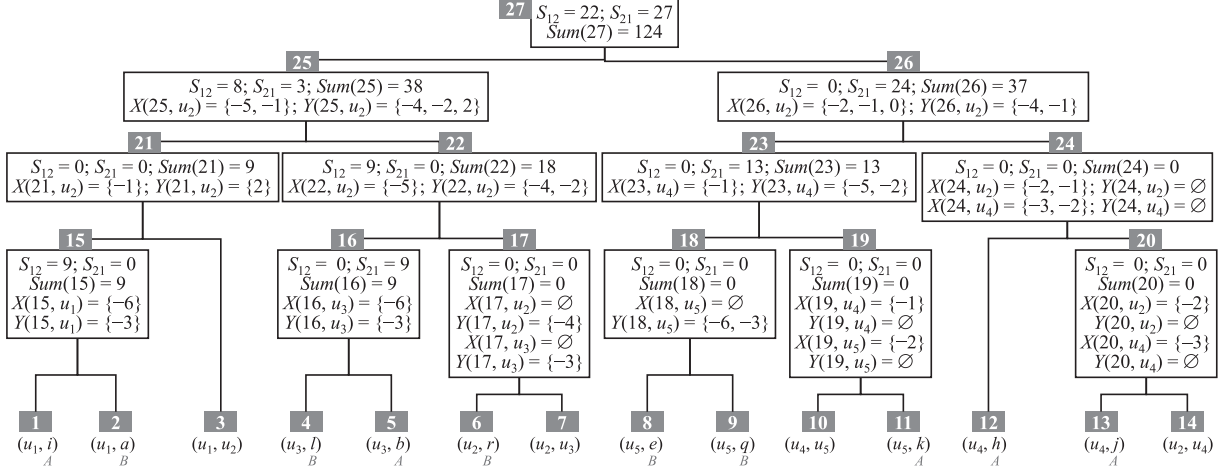 27
S12 = 22; S21 = 27
Sum(27) = 124
25
26
S12 = 8; S21 = 3; Sum(25) = 38
X(25, u2) = {−5, −1}; Y(25, u2) = {−4, −2, 2}
S12 = 0; S21 = 24; Sum(26) = 37
X(26, u2) = {−2, −1, 0}; Y(26, u2) = {−4, −1}
21
22
23
24
S12 = 0; S21 = 0; Sum(21) = 9
X(21, u2) = {−1}; Y(21, u2) = {2}
S12 = 9; S21 = 0; Sum(22) = 18
X(22, u2) = {−5}; Y(22, u2) = {−4, −2}
S12 = 0; S21 = 13; Sum(23) = 13
X(23, u4) = {−1}; Y(23, u4) = {−5, −2}
S12 = 0; S21 = 0; Sum(24) = 0
X(24, u2) = {−2, −1}; Y(24, u2) = ∅
X(24, u4) = {−3, −2}; Y(24, u4) = ∅
15
16
17
18
19
20
S12 = 9; S21 = 0
Sum(15) = 9
X(15, u1) = {−6}
Y(15, u1) = {−3}
S12 = 0; S21 = 9
Sum(16) = 9
X(16, u3) = {−6}
Y(16, u3) = {−3}
S12 = 0; S21 = 0
Sum(17) = 0
X(17, u2) = ∅
Y(17, u2) = {−4}
X(17, u3) = ∅
Y(17, u3) = {−3}
S12 = 0; S21 = 0
Sum(18) = 0
X(18, u5) = ∅
Y(18, u5) = {−6, −3}
S12 = 0; S21 = 0
Sum(19) = 0
X(19, u4) = {−1}
Y(19, u4) = ∅
X(19, u5) = {−2}
Y(19, u5) = ∅
S12 = 0; S21 = 0
Sum(20) = 0
X(20, u2) = {−2}
Y(20, u2) = ∅
X(20, u4) = {−3}
Y(20, u4) = ∅
1
2
3
4
5
6
7
8
9
10
11
12
13
14
(u1, i)
(u1, a)
(u1, u2)
(u3, l)
(u3, b)
(u2, r)
(u2, u3)
(u5, e)
(u5, q)
(u4, u5)
(u5, k)
(u4, h)
(u4, j)
(u2, u4)
A
B
B
A
B
B
B
A
A
A